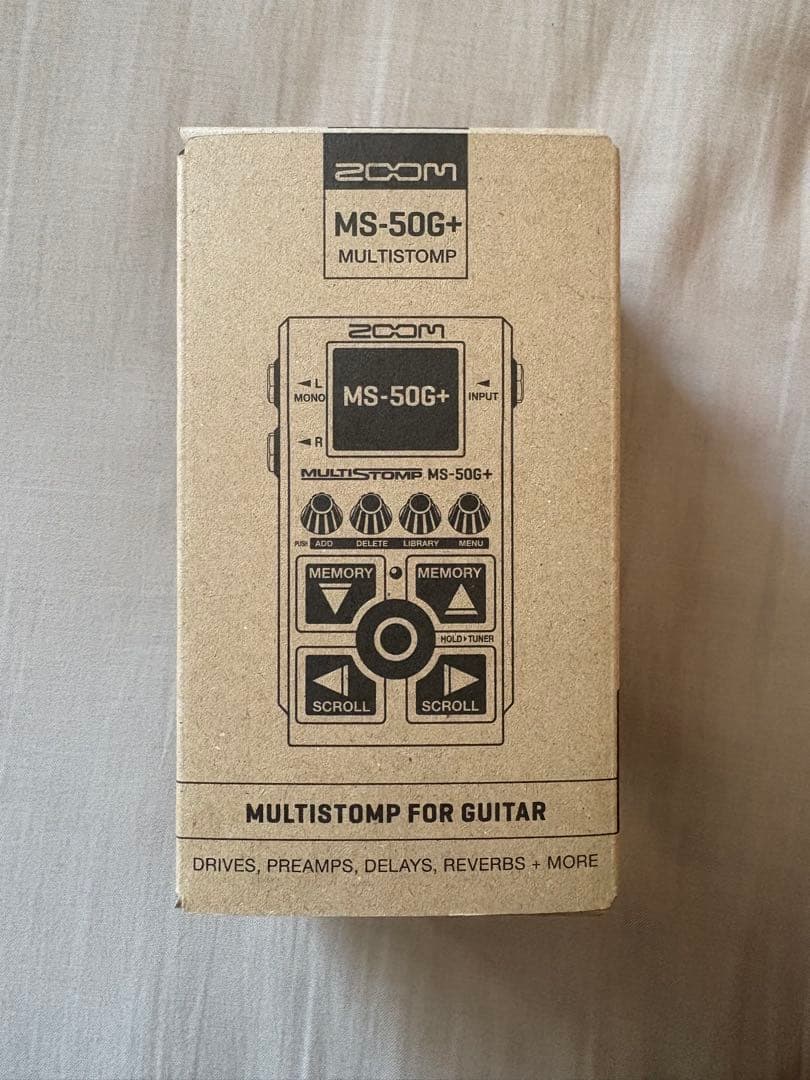 ZOOM
MS-50G+
MULTISTOMP
ZOOM
◄ L
MONO
MS-50G+
◄
INPUT
◄ R
MULTISTOMP MS-50G+
PUSH ADD DELETE LIBRARY MENU
MEMORY MEMORY
HOLD▸TUNER
SCROLL SCROLL
MULTISTOMP FOR GUITAR
DRIVES, PREAMPS, DELAYS, REVERBS + MORE